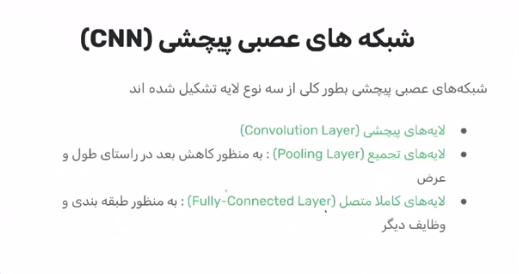 شبکه های عصبی پیچشی (CNN)
شبکه‌های عصبی پیچشی بطور کلی از سه نوع لایه تشکیل شده اند
• لایه‌های پیچشی (Convolution Layer)
• لایه‌های تجمیع (Pooling Layer) : به منظور کاهش بعد در راستای طول و
عرض
• لایه‌های کاملا متصل (Fully-Connected Layer) : به منظور طبقه بندی و
وظایف دیگر